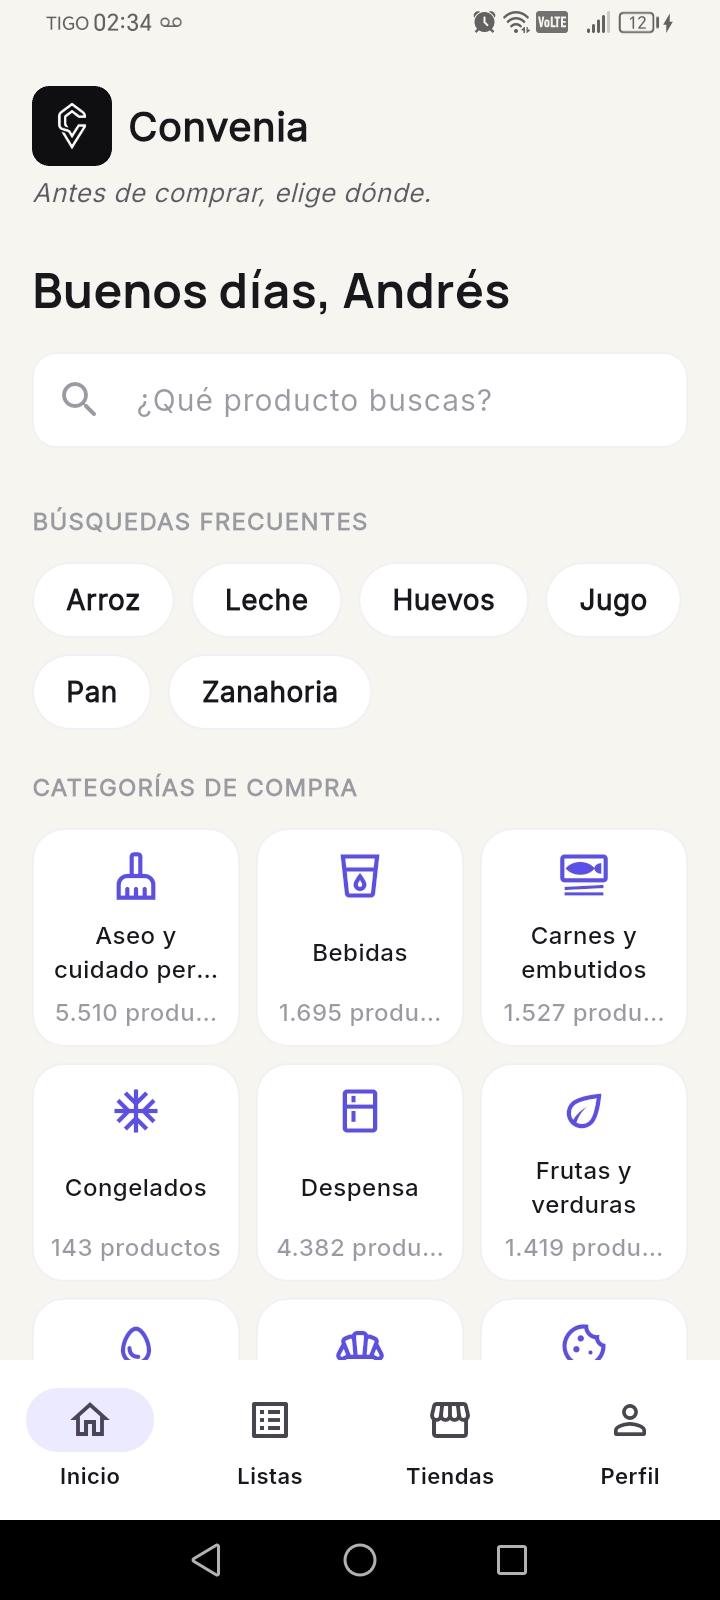 TIGO 02:34
VoLTE
12
Convenia
Antes de comprar, elige dónde.
Buenos días, Andrés
¿Qué producto buscas?
BÚSQUEDAS FRECUENTES
Arroz
Leche
Huevos
Jugo
Pan
Zanahoria
CATEGORÍAS DE COMPRA
Aseo y
cuidado per...
5.510 produ...
Bebidas
1.695 produ...
Carnes y
embutidos
1.527 produ...
Congelados
143 productos
Despensa
4.382 produ...
Frutas y
verduras
1.419 produ...
Inicio
Listas
Tiendas
Perfil